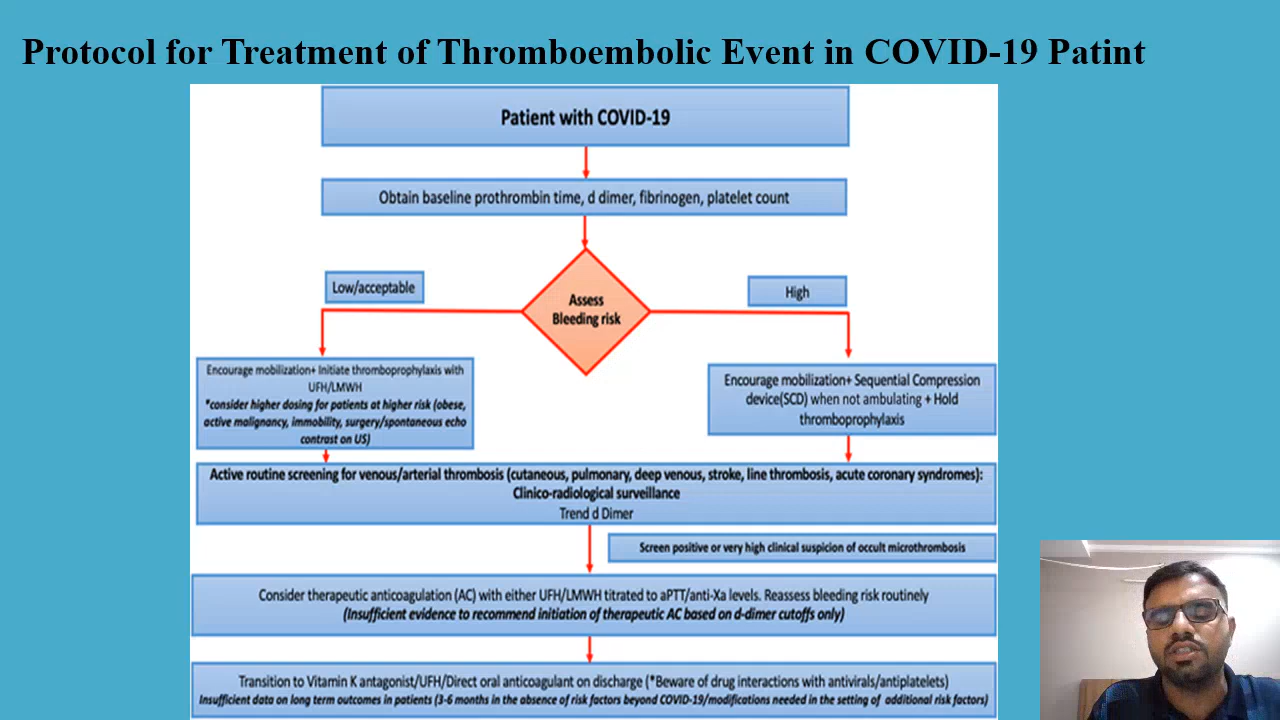 Protocol for Treatment of Thromboembolic Event in COVID-19 Patint
Patient with COVID-19
Obtain baseline prothrombin time, d dimer, fibrinogen, platelet count
Low/acceptable
Assess
Bleeding risk
High
Encourage mobilization+ Initiate thromboprophylaxis with
UFH/LMWH
*consider higher dosing for patients at higher risk (obese,
active malignancy, immobility, surgery/spontaneous echo
contrast on US)
Encourage mobilization+ Sequential Compression
device(SCD) when not ambulating + Hold
thromboprophylaxis
Active routine screening for venous/arterial thrombosis (cutaneous, pulmonary, deep venous, stroke, line thrombosis, acute coronary syndromes):
Clinico-radiological surveillance
Trend d Dimer
Screen positive or very high clinical suspicion of occult microthrombosis
Consider therapeutic anticoagulation (AC) with either UFH/LMWH titrated to aPTT/anti-Xa levels. Reassess bleeding risk routinely
(Insufficient evidence to recommend initiation of therapeutic AC based on d-dimer cutoffs only)
Transition to Vitamin K antagonist/UFH/Direct oral anticoagulant on discharge (*Beware of drug interactions with antivirals/antiplatelets)
Insufficient data on long term outcomes in patients (3-6 months in the absence of risk factors beyond COVID-19/modifications needed in the setting of additional risk factors)